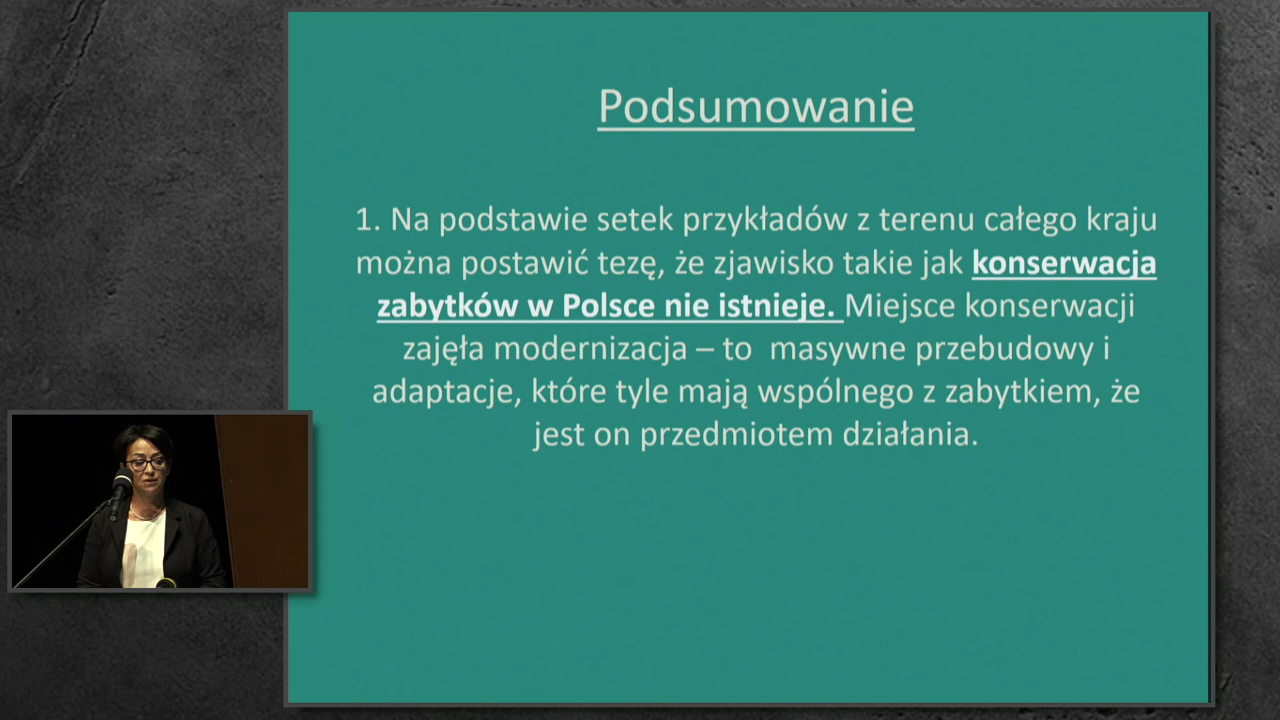 Podsumowanie
1. Na podstawie setek przykładów z terenu całego kraju
można postawić tezę, że zjawisko takie jak konserwacja
zabytków w Polsce nie istnieje. Miejsce konserwacji
zajęła modernizacja – to  masywne przebudowy i
adaptacje, które tyle mają wspólnego z zabytkiem, że
jest on przedmiotem działania.